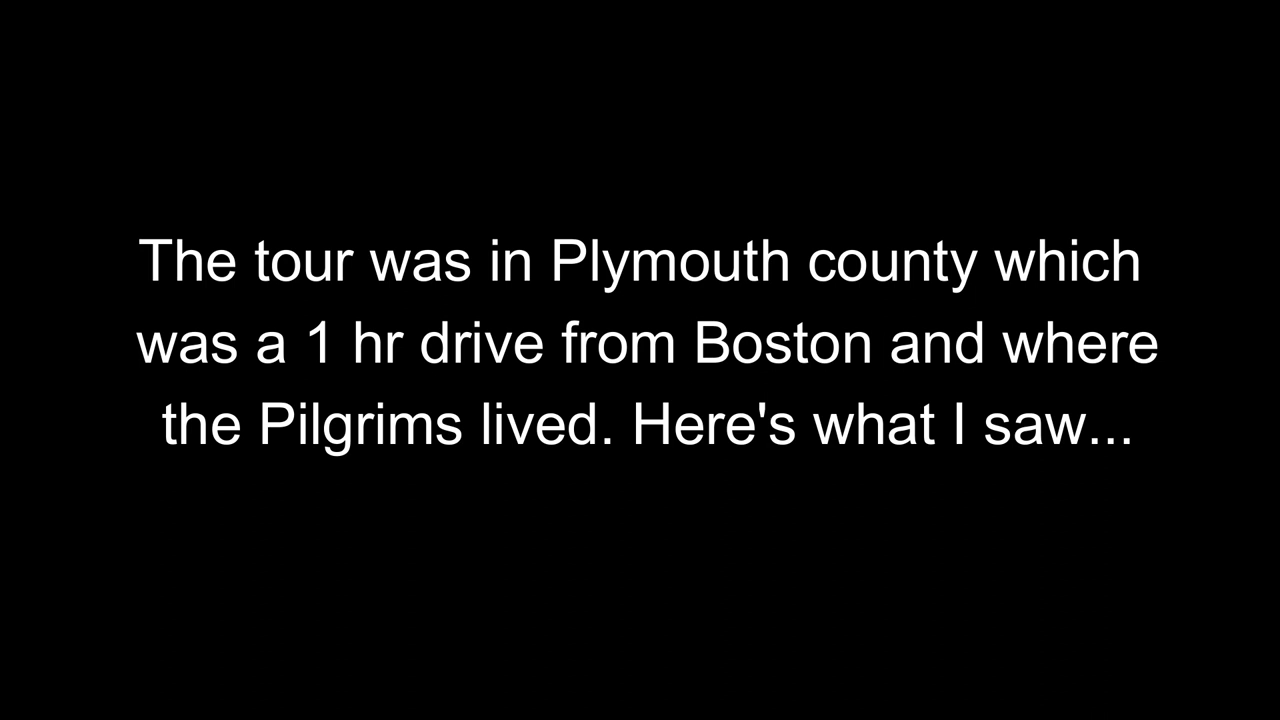 The tour was in Plymouth county which
was a 1 hr drive from Boston and where
the Pilgrims lived. Here's what I saw...